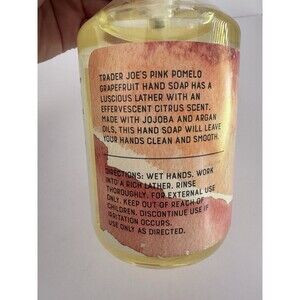 TRADER JOE'S PINK POMELO
GRAPEFRUIT HAND SOAP HAS A
LUSCIOUS LATHER WITH AN
EFFERVESCENT CITRUS SCENT.
MADE WITH JOJOBA AND ARGAN
OILS, THIS HAND SOAP WILL LEAVE
YOUR HANDS CLEAN AND SMOOTH.
DIRECTIONS: WET HANDS. WORK
INTO A RICH LATHER. RINSE
THOROUGHLY. FOR EXTERNAL USE
ONLY. KEEP OUT OF REACH OF
CHILDREN. DISCONTINUE USE IF
IRRITATION OCCURS.
USE ONLY AS DIRECTED.